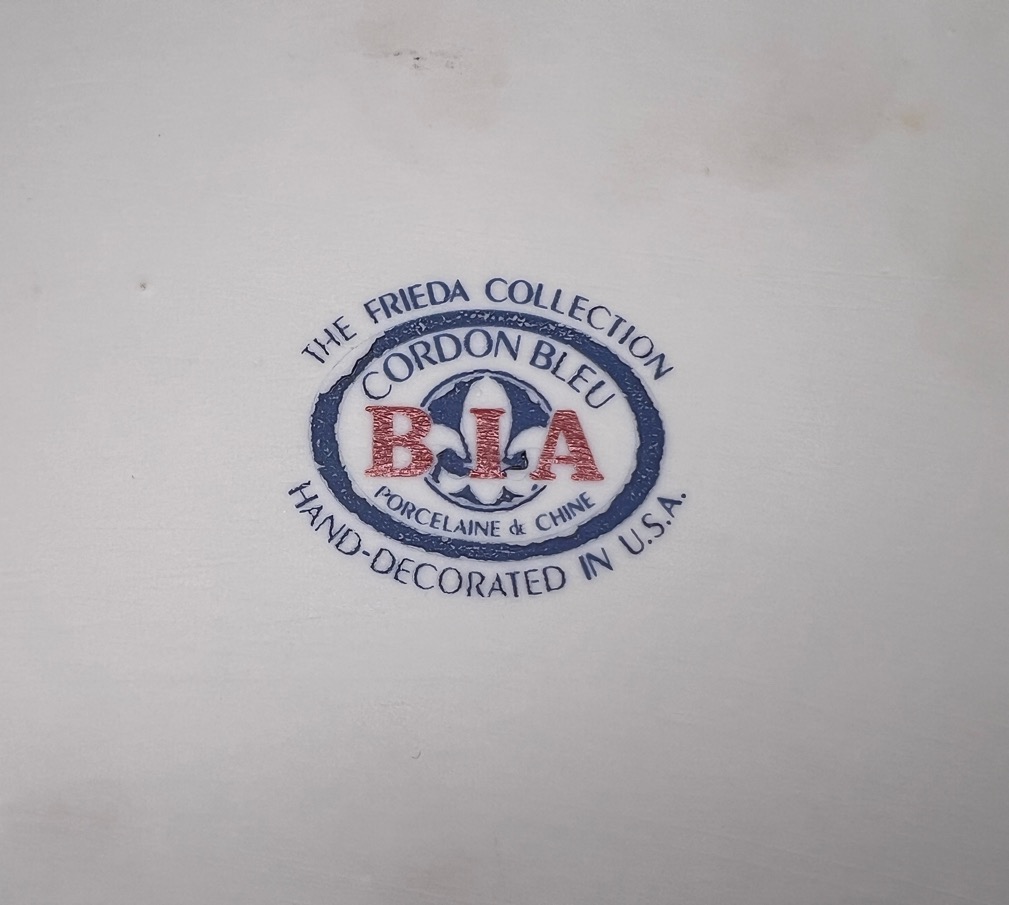 THE FRIEDA COLLECTION
CORDON BLEU
BIA
PORCELAINE de CHINE
HAND-DECORATED IN U.S.A.